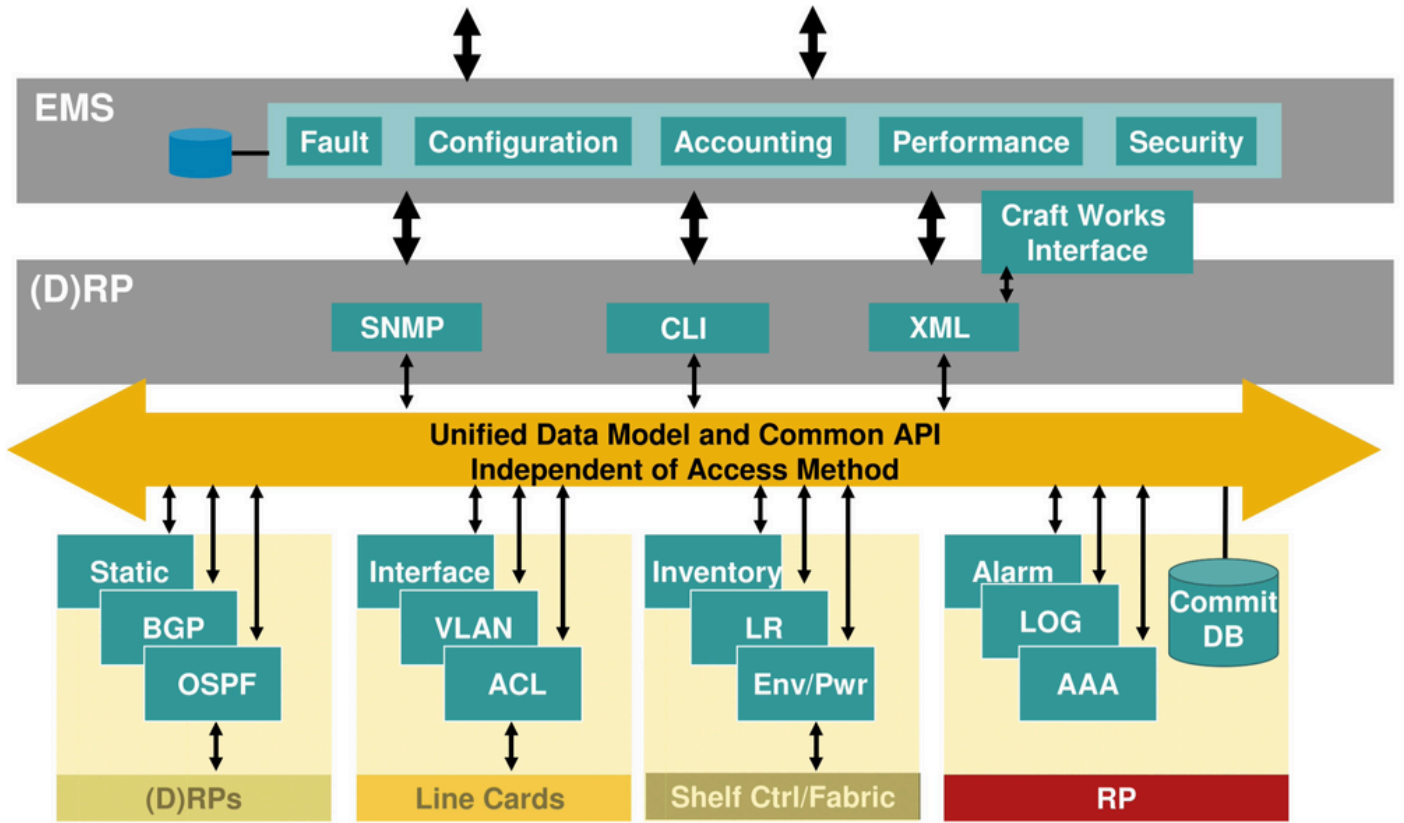 EMS
Fault
Configuration
Accounting
Performance
Security
Craft Works
Interface
(D)RP
SNMP
CLI
XML
Unified Data Model and Common API
Independent of Access Method
Static
BGP
OSPF
Interface
VLAN
ACL
Inventory
LR
Env/Pwr
Alarm
LOG
AAA
Commit
DB
(D)RPs
Line Cards
Shelf Ctrl/Fabric
RP